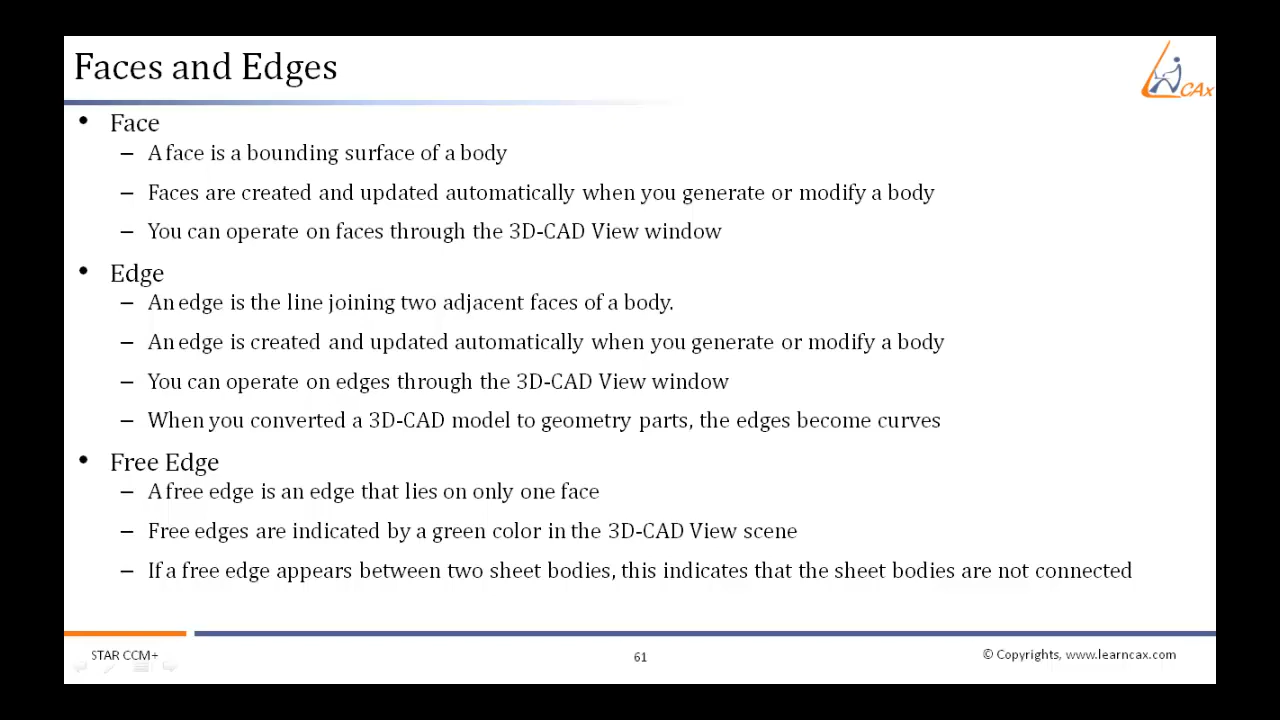 Faces and Edges
CAx
• Face
– A face is a bounding surface of a body
– Faces are created and updated automatically when you generate or modify a body
– You can operate on faces through the 3D-CAD View window
• Edge
– An edge is the line joining two adjacent faces of a body.
– An edge is created and updated automatically when you generate or modify a body
– You can operate on edges through the 3D-CAD View window
– When you converted a 3D-CAD model to geometry parts, the edges become curves
• Free Edge
– A free edge is an edge that lies on only one face
– Free edges are indicated by a green color in the 3D-CAD View scene
– If a free edge appears between two sheet bodies, this indicates that the sheet bodies are not connected
STAR CCM+
61
© Copyrights, www.learncax.com